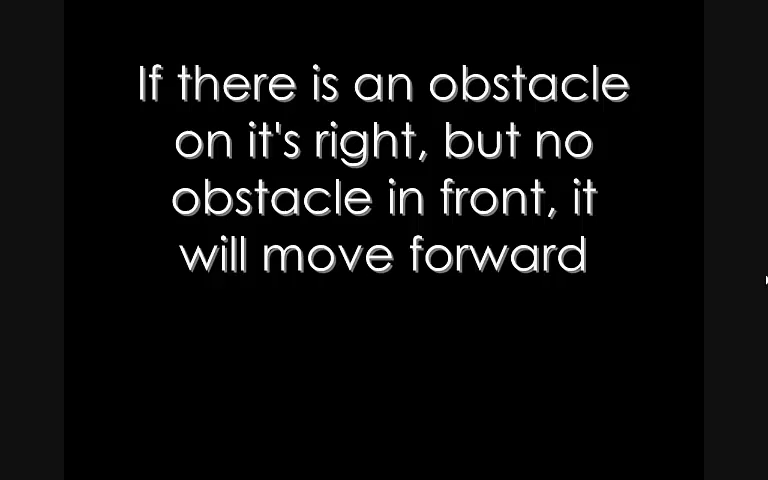 If there is an obstacle
on it's right, but no
obstacle in front, it
will move forward